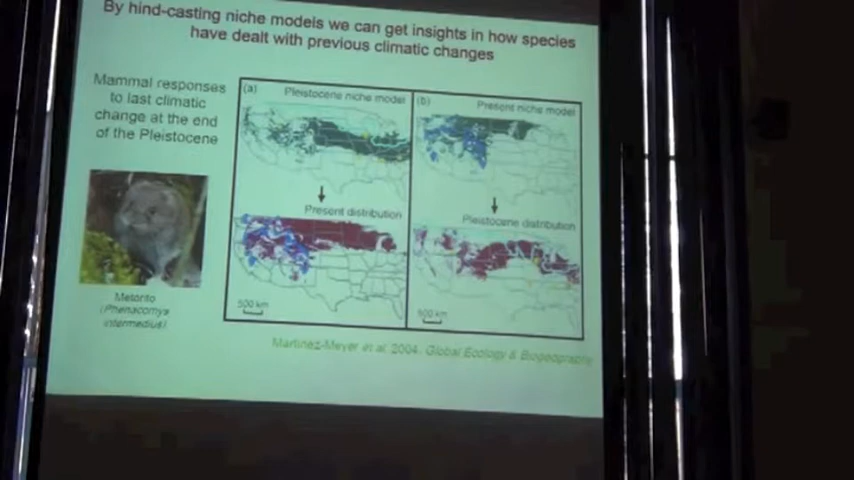 By hind-casting niche models we can get insights in how species
have dealt with previous climatic changes
Mammal responses
to last climatic
change at the end
of the Pleistocene
(a) Pleistocene niche model
(b) Present niche model
Present distribution
Pleistocene distribution
500 km
500 km
Metorito
(Phenacomys
intermedius)
Martínez-Meyer et al. 2004. Global Ecology & Biogeography